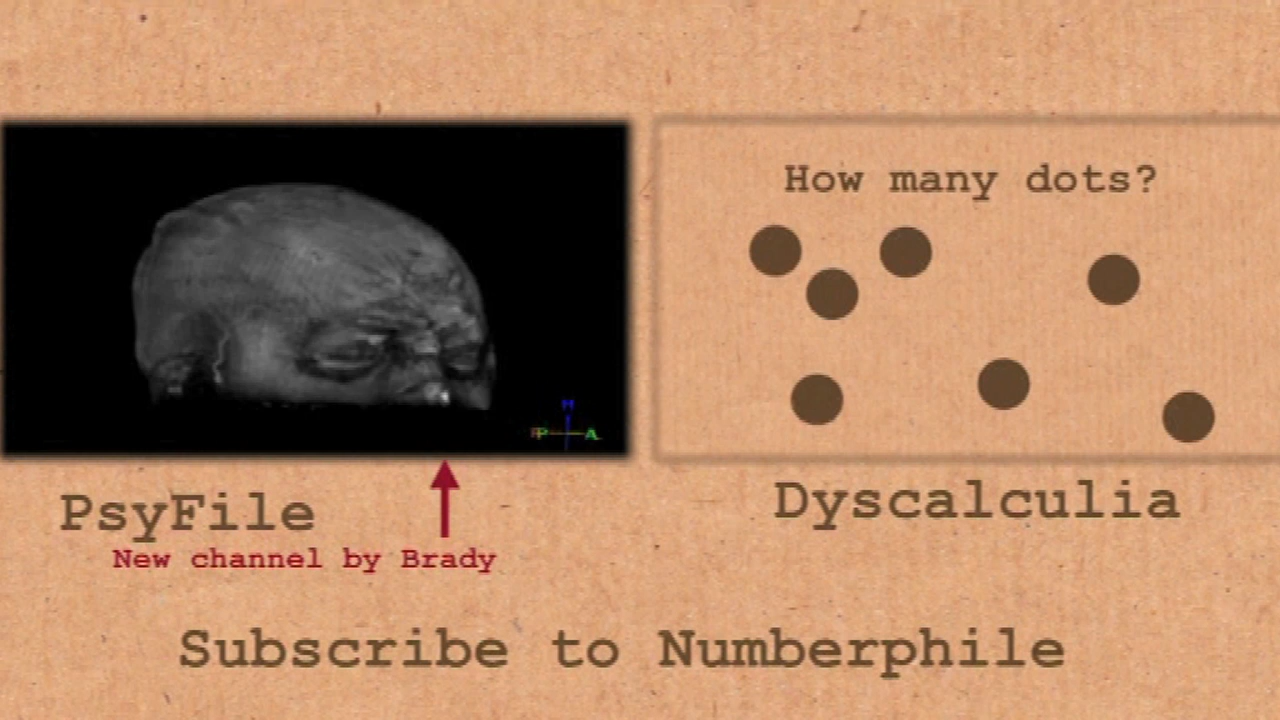 How many dots?
H
P
A
PsyFile
New channel by Brady
Dyscalculia
Subscribe to Numberphile